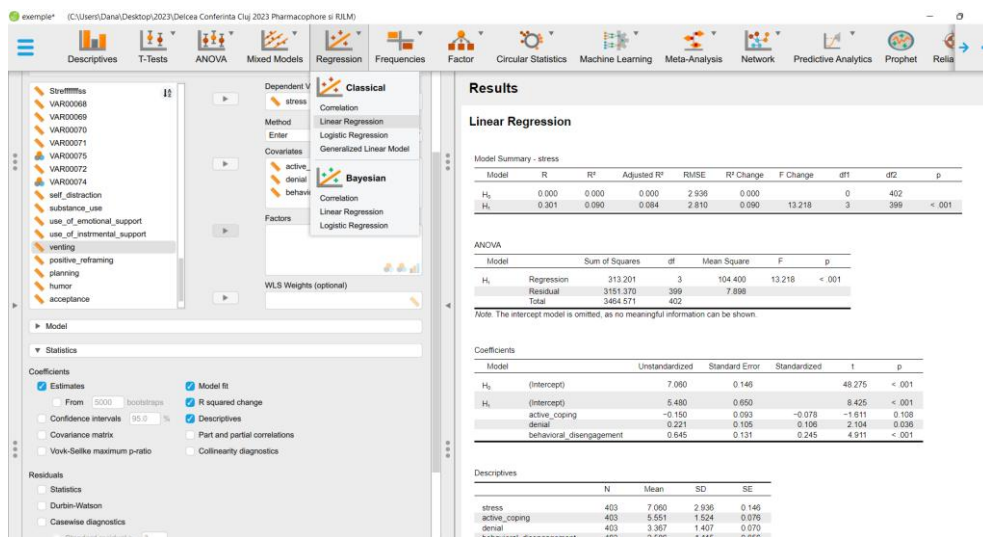 exemple* (C:\Users\Dana\Desktop\2023\Delcea Conferinta Cluj 2023 Pharmacophore si RJLM)
Descriptives T-Tests ANOVA Mixed Models Regression Frequencies Factor Circular Statistics Machine Learning Meta-Analysis Network Predictive Analytics Prophet Relia
Streffffffss
VAR00068
VAR00069
VAR00070
VAR00071
VAR00075
VAR00072
VAR00074
self_distraction
substance_use
use_of_emotional_support
use_of_instrmental_support
venting
positive_reframing
planning
humor
acceptance
Dependent V
stress
Method
Enter
Covariates
active_
denial
behavi
Factors
WLS Weights (optional)
Classical
Correlation
Linear Regression
Logistic Regression
Generalized Linear Model
Bayesian
Correlation
Linear Regression
Logistic Regression
Model
Statistics
Coefficients
Estimates Model fit
From 5000 bootstraps R squared change
Confidence intervals 95.0 % Descriptives
Covariance matrix Part and partial correlations
Vovk-Sellke maximum p-ratio Collinearity diagnostics
Residuals
Statistics
Durbin-Watson
Casewise diagnostics
Results
Linear Regression
Model Summary - stress
Model R R² Adjusted R² RMSE R² Change F Change df1 df2 p
H₀ 0.000 0.000 0.000 2.936 0.000 0 402
H₁ 0.301 0.090 0.084 2.810 0.090 13.218 3 399 < .001
ANOVA
Model Sum of Squares df Mean Square F p
H₁ Regression 313.201 3 104.400 13.218 < .001
Residual 3151.370 399 7.898
Total 3464.571 402
Note. The intercept model is omitted, as no meaningful information can be shown.
Coefficients
Model Unstandardized Standard Error Standardized t p
H₀ (Intercept) 7.060 0.146 48.275 < .001
H₁ (Intercept) 5.480 0.650 8.425 < .001
active_coping −0.150 0.093 −0.078 −1.611 0.108
denial 0.221 0.105 0.106 2.104 0.036
behavioral_disengagement 0.645 0.131 0.245 4.911 < .001
Descriptives
N Mean SD SE
stress 403 7.060 2.936 0.146
active_coping 403 5.551 1.524 0.076
denial 403 3.367 1.407 0.070